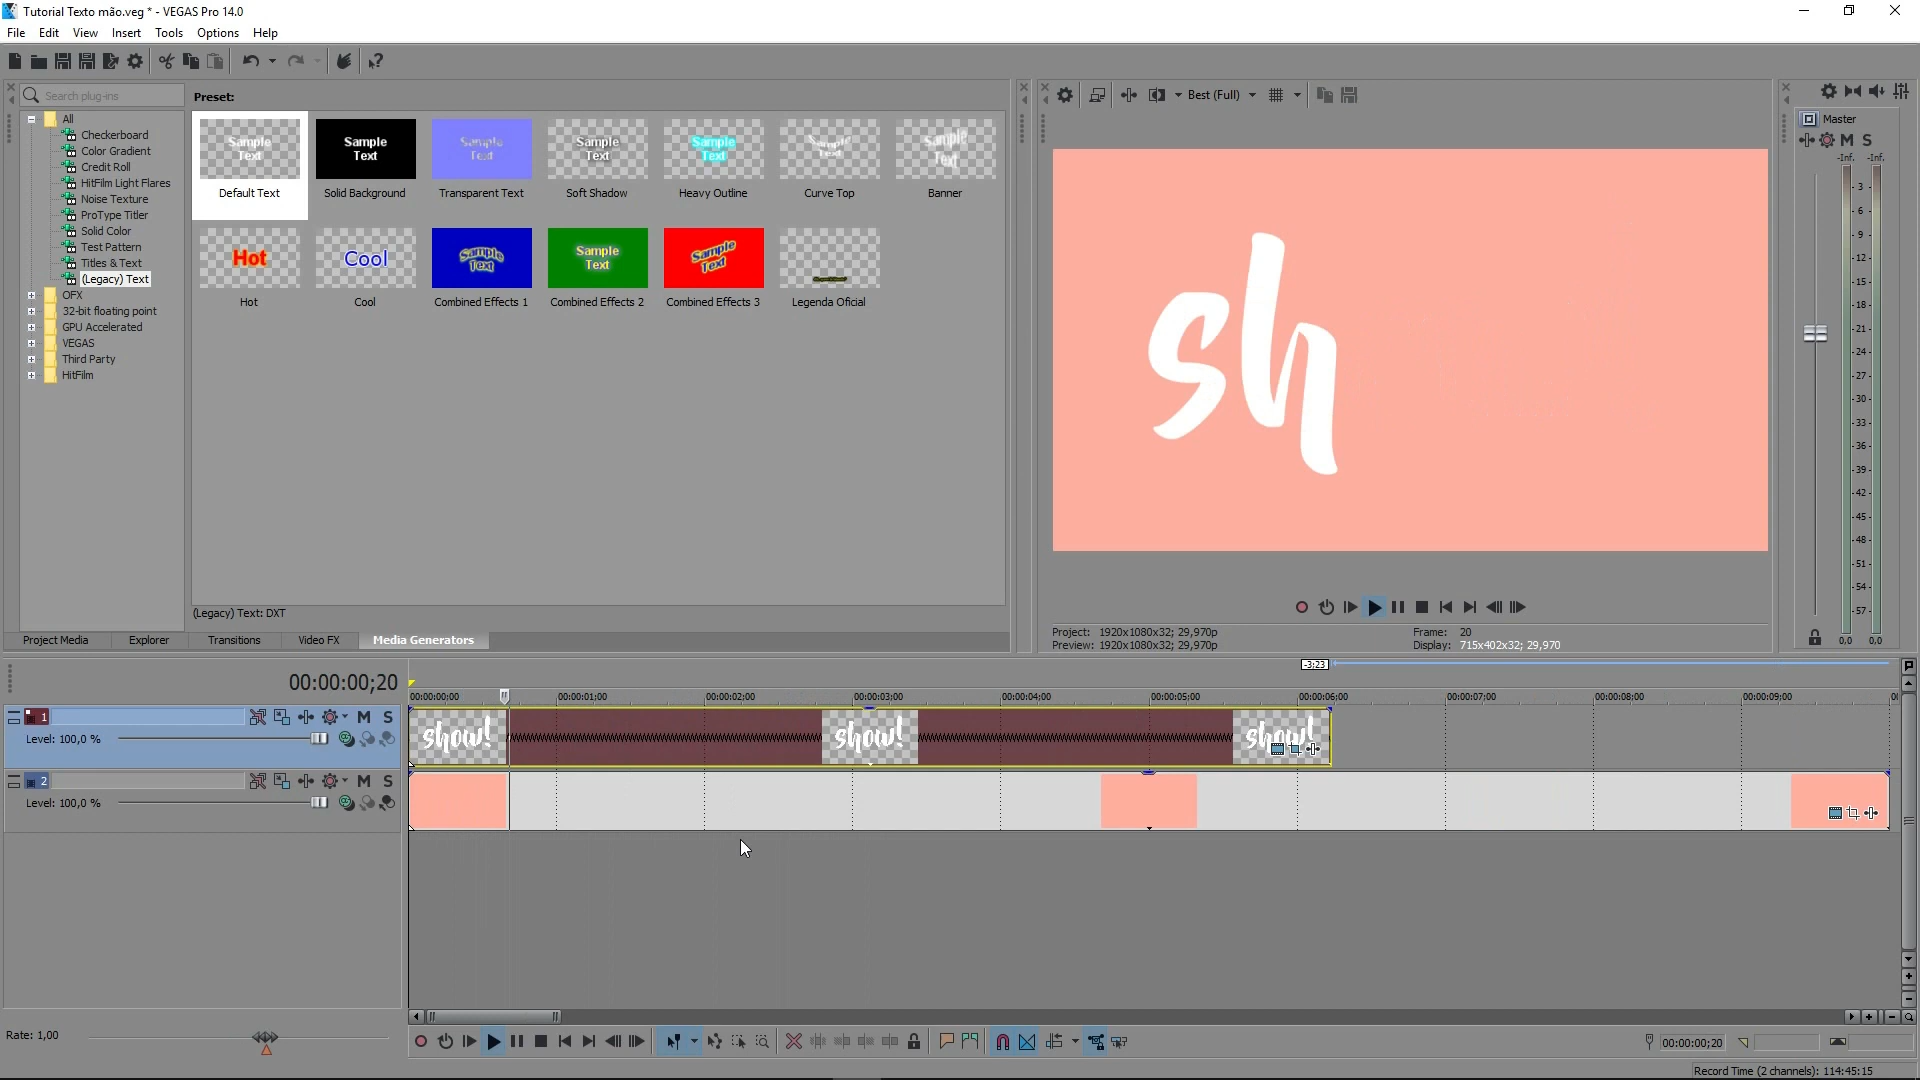 Tutorial Texto mão.veg * - VEGAS Pro 14.0
File Edit View Insert Tools Options Help
Search plug-ins
Preset:
All
Checkerboard
Color Gradient
Credit Roll
HitFilm Light Flares
Noise Texture
ProType Titler
Solid Color
Test Pattern
Titles & Text
(Legacy) Text
OFX
32-bit floating point
GPU Accelerated
VEGAS
Third Party
HitFilm
Sample Text Sample Text Sample Text Sample Text Sample Text Sample Text Sample Text
Default Text Solid Background Transparent Text Soft Shadow Heavy Outline Curve Top Banner
Hot Cool Sample Text Sample Text Sample Text
Hot Cool Combined Effects 1 Combined Effects 2 Combined Effects 3 Legenda Oficial
(Legacy) Text: DXT
Project Media Explorer Transitions Video FX Media Generators
Best (Full)
sh
Project: 1920x1080x32; 29,970p
Preview: 1920x1080x32; 29,970p
Frame: 20
Display: 715x402x32; 29,970
Master
M S
-Inf. -Inf.
- 3 -
- 6 -
- 9 -
-12-
-15-
-18-
-21-
-24-
-27-
-30-
-33-
-36-
-39-
-42-
-45-
-48-
-51-
-54-
-57-
0,0 0,0
-3;23
00:00:00;20
00:00:00;00 00:00:01;00 00:00:02;00 00:00:03;00 00:00:04;00 00:00:05;00 00:00:06;00 00:00:07;00 00:00:08;00 00:00:09;00
1 M S
Level: 100,0 %
show! show! show!
2 M S
Level: 100,0 %
Rate: 1,00
00:00:00;20
Record Time (2 channels): 114:45:15